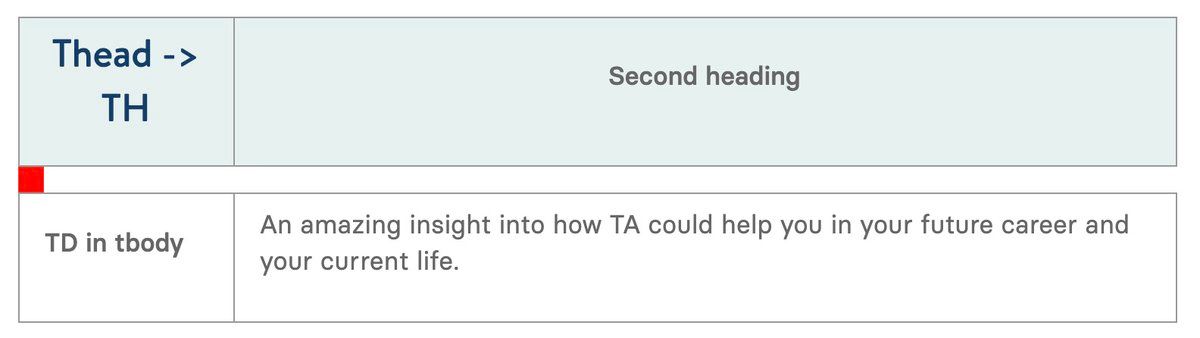 Thead ->
TH
Second heading
TD in tbody
An amazing insight into how TA could help you in your future career and
your current life.